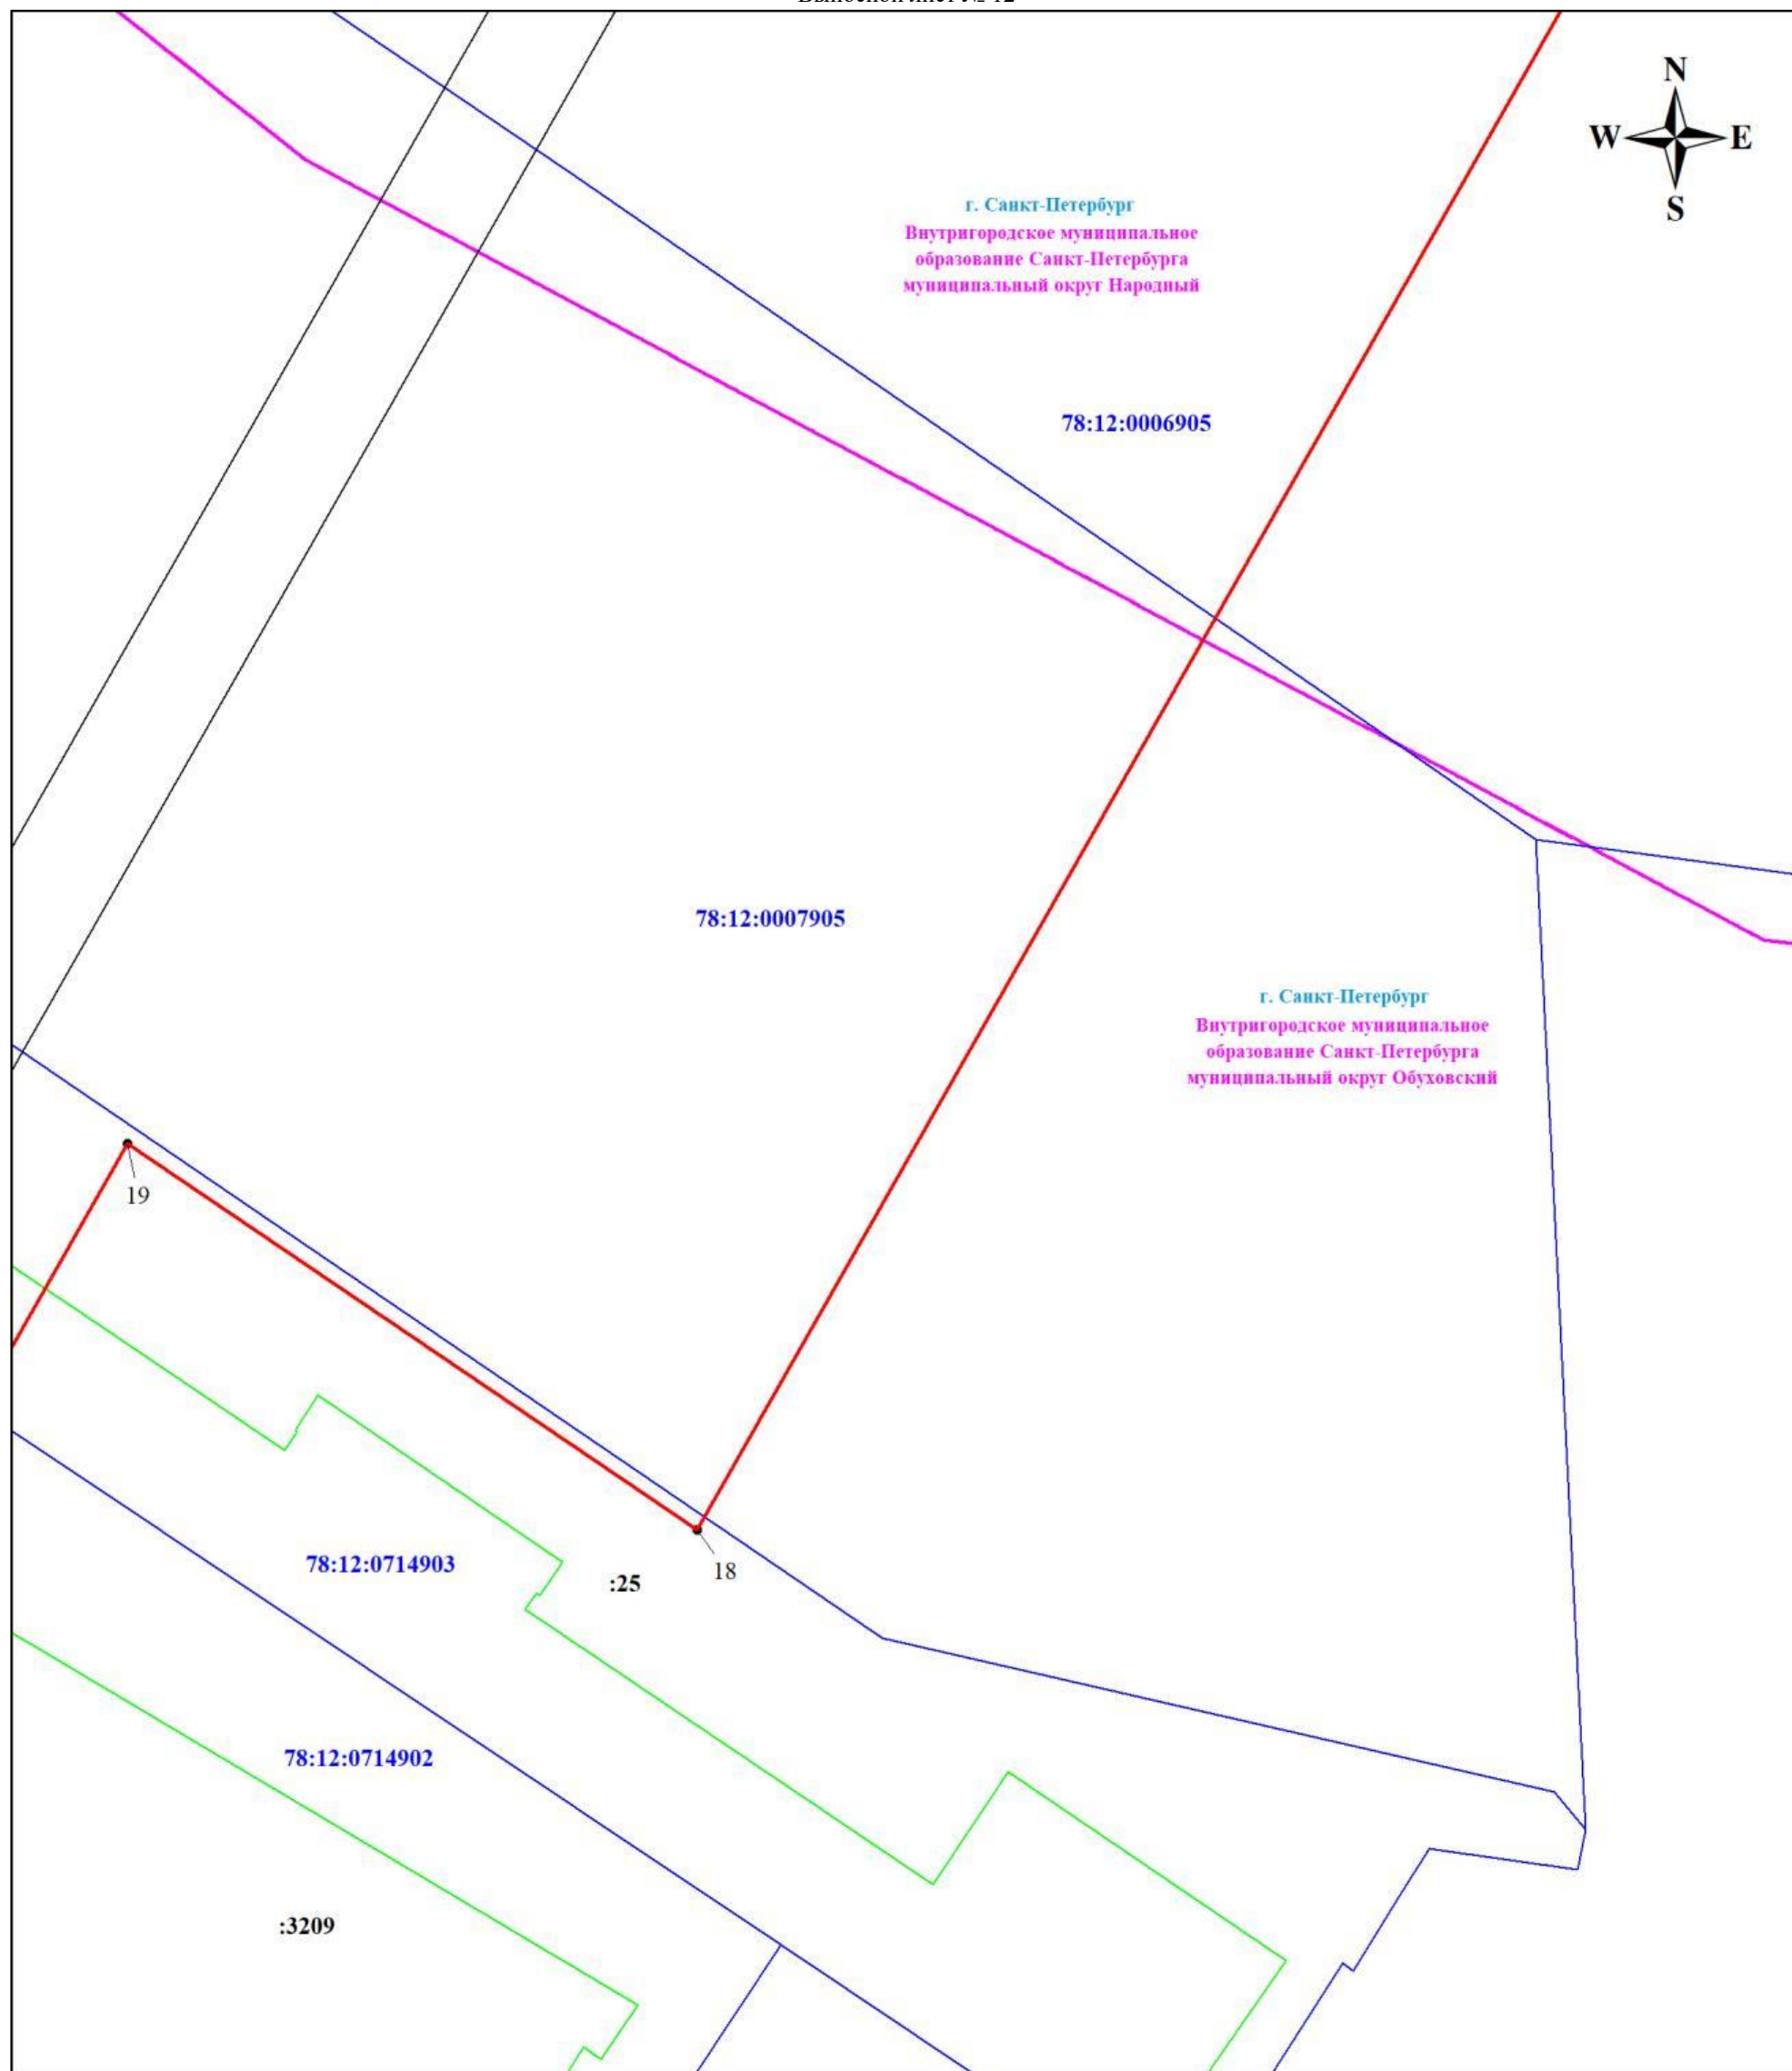 N
W E
S
г. Санкт-Петербург
Внутригородское муниципальное
образование Санкт-Петербурга
муниципальный округ Народный
78:12:0006905
78:12:0007905
г. Санкт-Петербург
Внутригородское муниципальное
образование Санкт-Петербурга
муниципальный округ Обуховский
19
18
78:12:0714903
:25
78:12:0714902
:3209